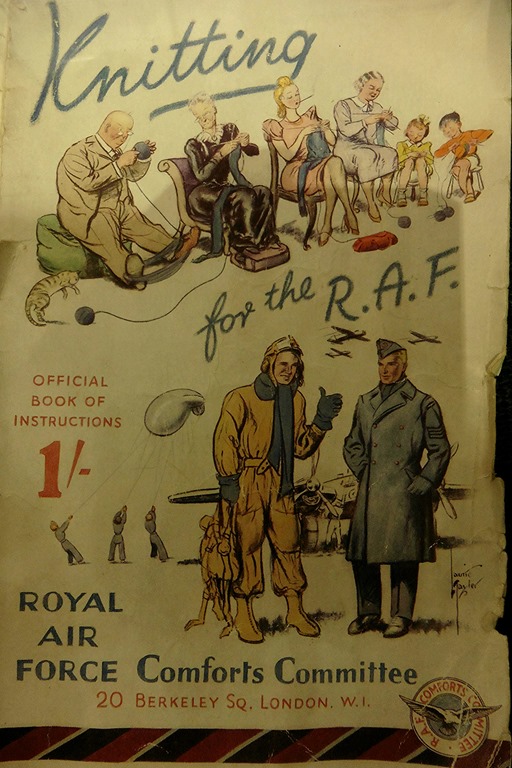 Knitting
for the R.A.F.
OFFICIAL
BOOK OF
INSTRUCTIONS
1/-
ROYAL
AIR
FORCE Comforts Committee
20 BERKELEY SQ. LONDON. W.1.
R.A.F. COMFORTS COMMITTEE